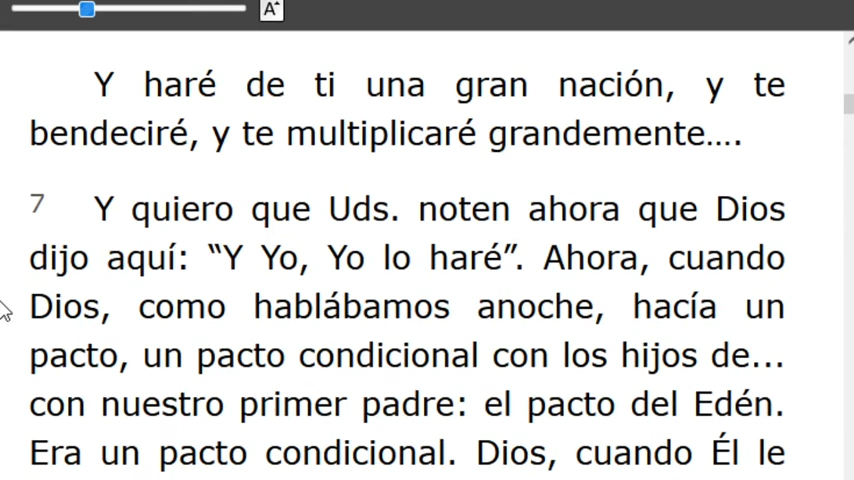 A
Y haré de ti una gran nación, y te
bendeciré, y te multiplicaré grandemente….
7 Y quiero que Uds. noten ahora que Dios
dijo aquí: “Y Yo, Yo lo haré”. Ahora, cuando
Dios, como hablábamos anoche, hacía un
pacto, un pacto condicional con los hijos de…
con nuestro primer padre: el pacto del Edén.
Era un pacto condicional. Dios, cuando Él le